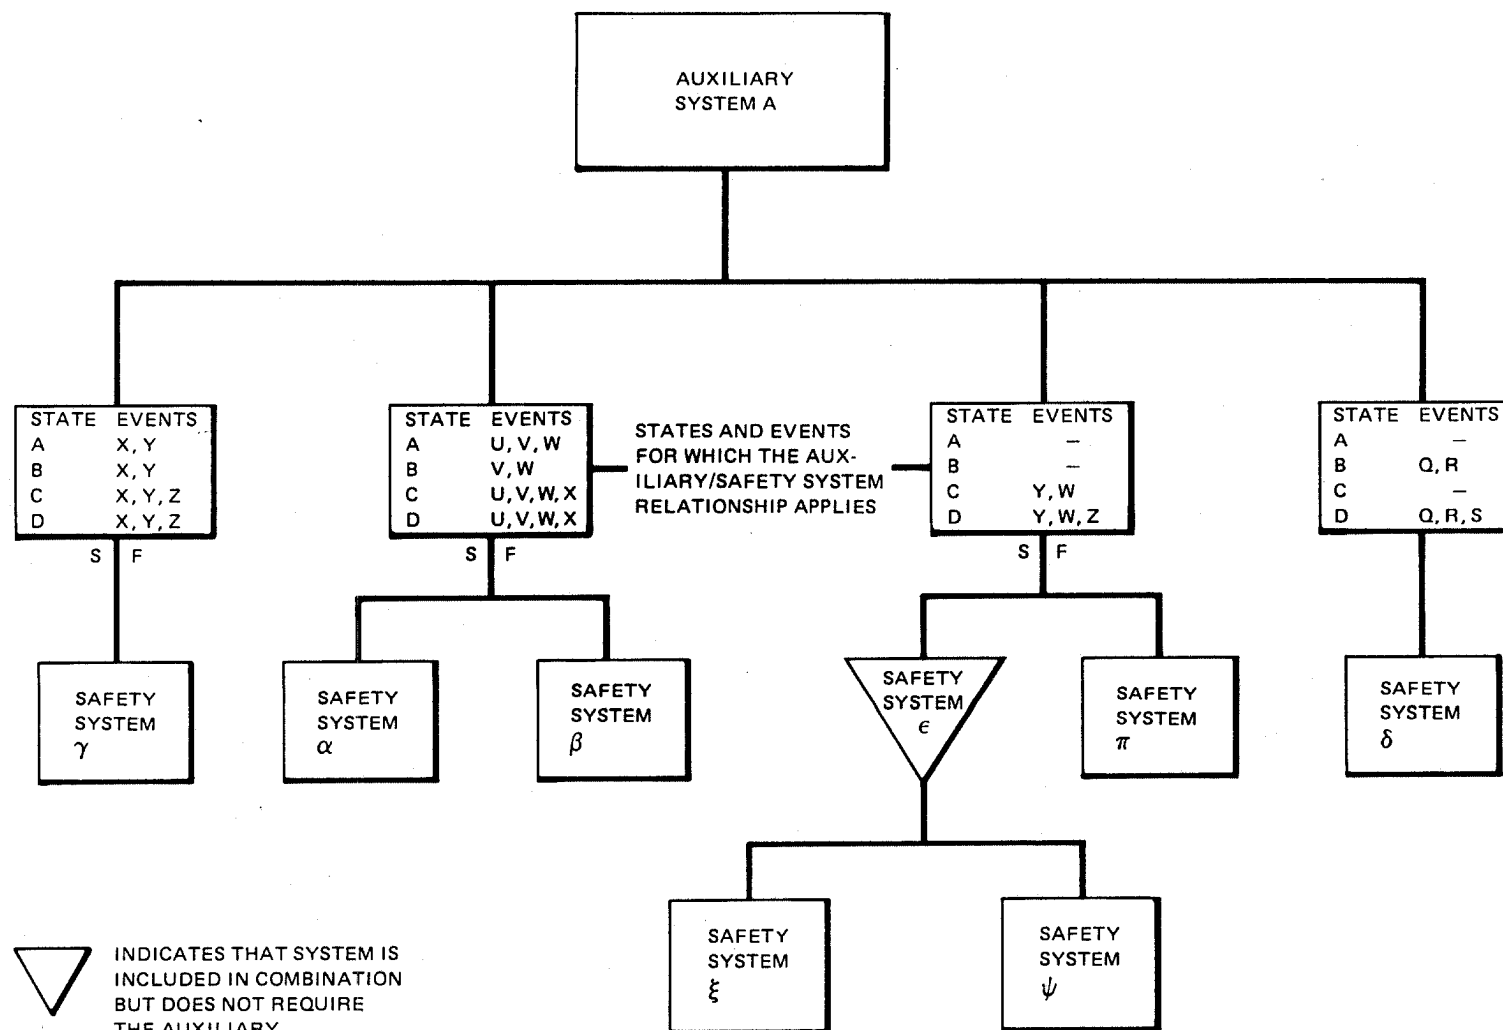 AUXILIARY
SYSTEM A
STATE EVENTS
A X, Y
B X, Y
C X, Y, Z
D X, Y, Z
S F
STATE EVENTS
A U, V, W
B V, W
C U, V, W, X
D U, V, W, X
S F
STATES AND EVENTS
FOR WHICH THE AUX-
ILIARY/SAFETY SYSTEM
RELATIONSHIP APPLIES
STATE EVENTS
A –
B –
C Y, W
D Y, W, Z
S F
STATE EVENTS
A –
B Q, R
C –
D Q, R, S
SAFETY
SYSTEM
γ
SAFETY
SYSTEM
α
SAFETY
SYSTEM
β
SAFETY
SYSTEM
ϵ
SAFETY
SYSTEM
π
SAFETY
SYSTEM
δ
SAFETY
SYSTEM
ξ
SAFETY
SYSTEM
ψ
INDICATES THAT SYSTEM IS
INCLUDED IN COMBINATION
BUT DOES NOT REQUIRE
THE AUXILIARY